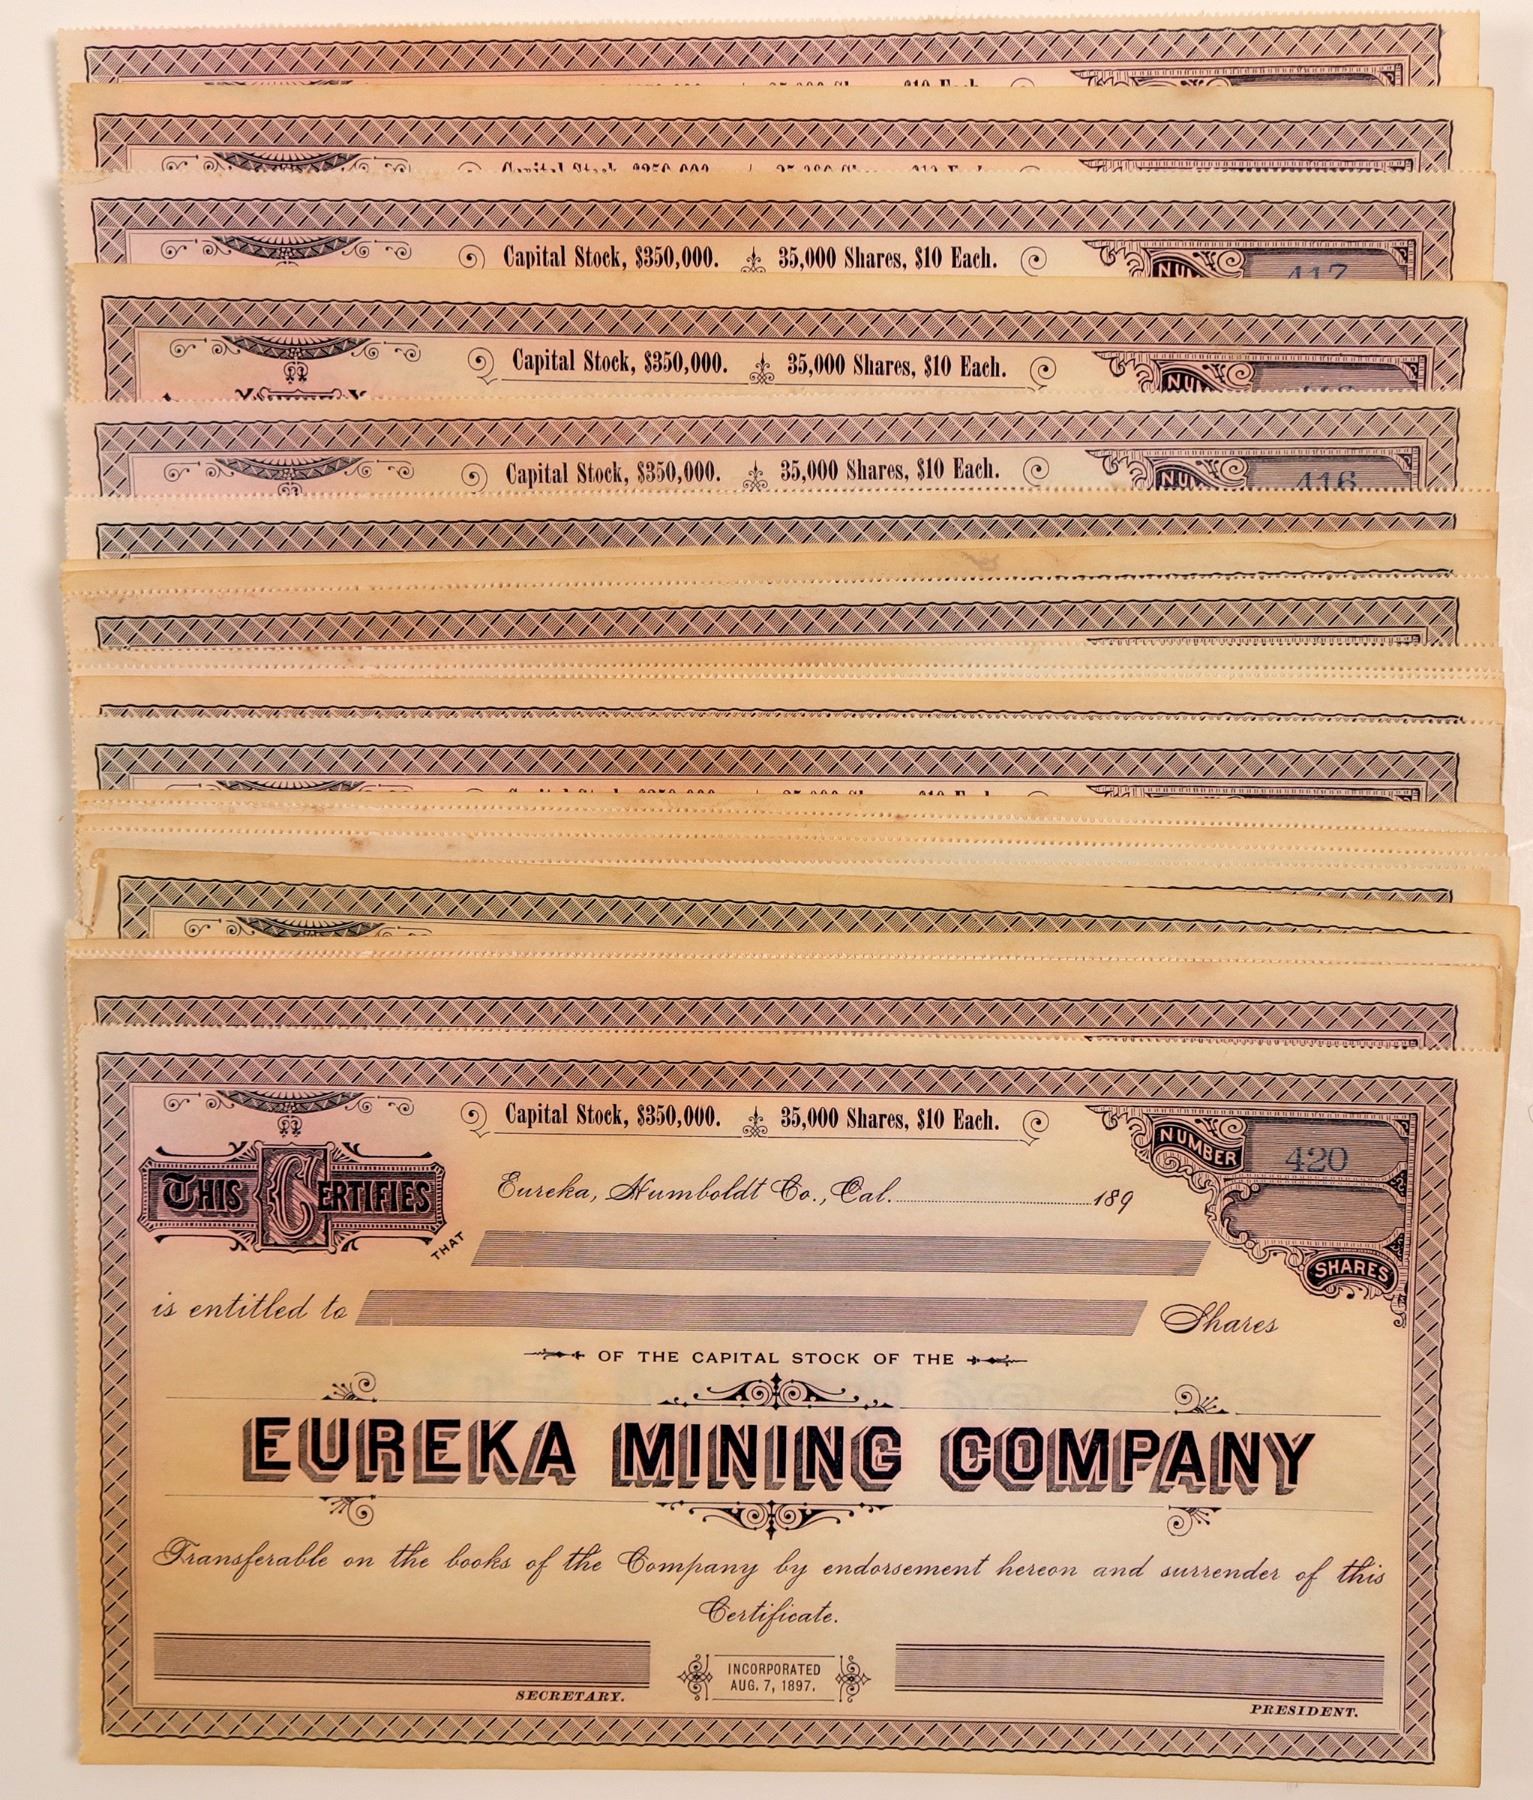 Capital Stock, $350,000. 35,000 Shares, $10 Each.
417
Capital Stock, $350,000. 35,000 Shares, $10 Each.
Capital Stock, $350,000. 35,000 Shares, $10 Each.
416
Capital Stock, $350,000. 35,000 Shares, $10 Each.
NUMBER 420
THIS CERTIFIES
Eureka, Humboldt Co., Cal. 189
THAT
SHARES
is entitled to Shares
OF THE CAPITAL STOCK OF THE
EUREKA MINING COMPANY
Transferable on the books of the Company by endorsement hereon and surrender of this
Certificate.
INCORPORATED
AUG. 7, 1897.
SECRETARY.
PRESIDENT.